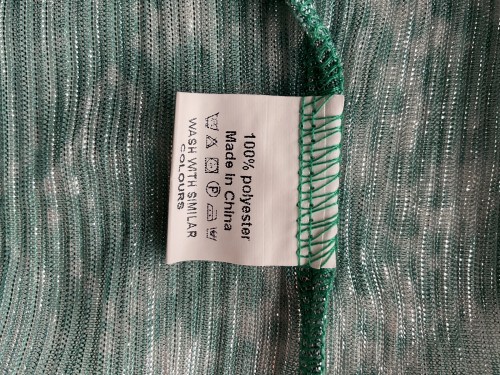 100% polyester
Made in China
P
WASH WITH SIMILAR
COLOURS